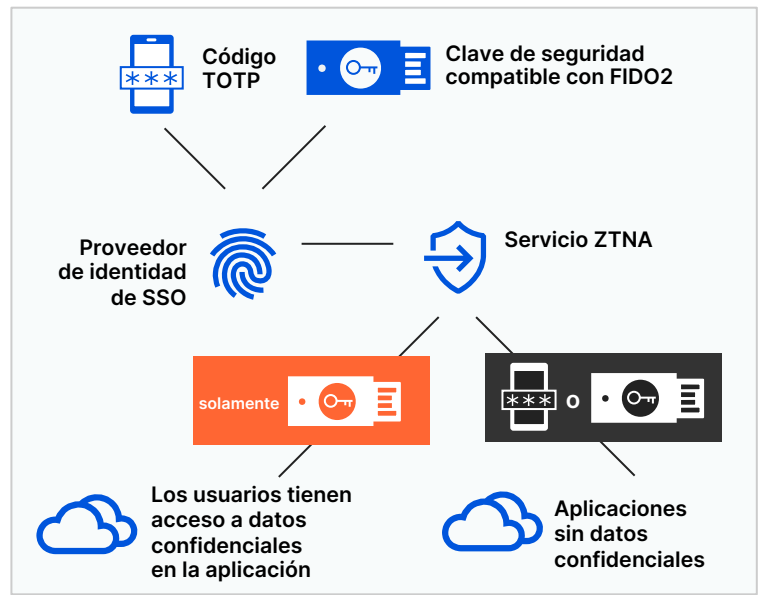 Código
TOTP
Clave de seguridad
compatible con FIDO2
Proveedor
de identidad
de SSO
Servicio ZTNA
solamente
***
O
Los usuarios tienen
acceso a datos
confidenciales
en la aplicación
Aplicaciones
sin datos
confidenciales